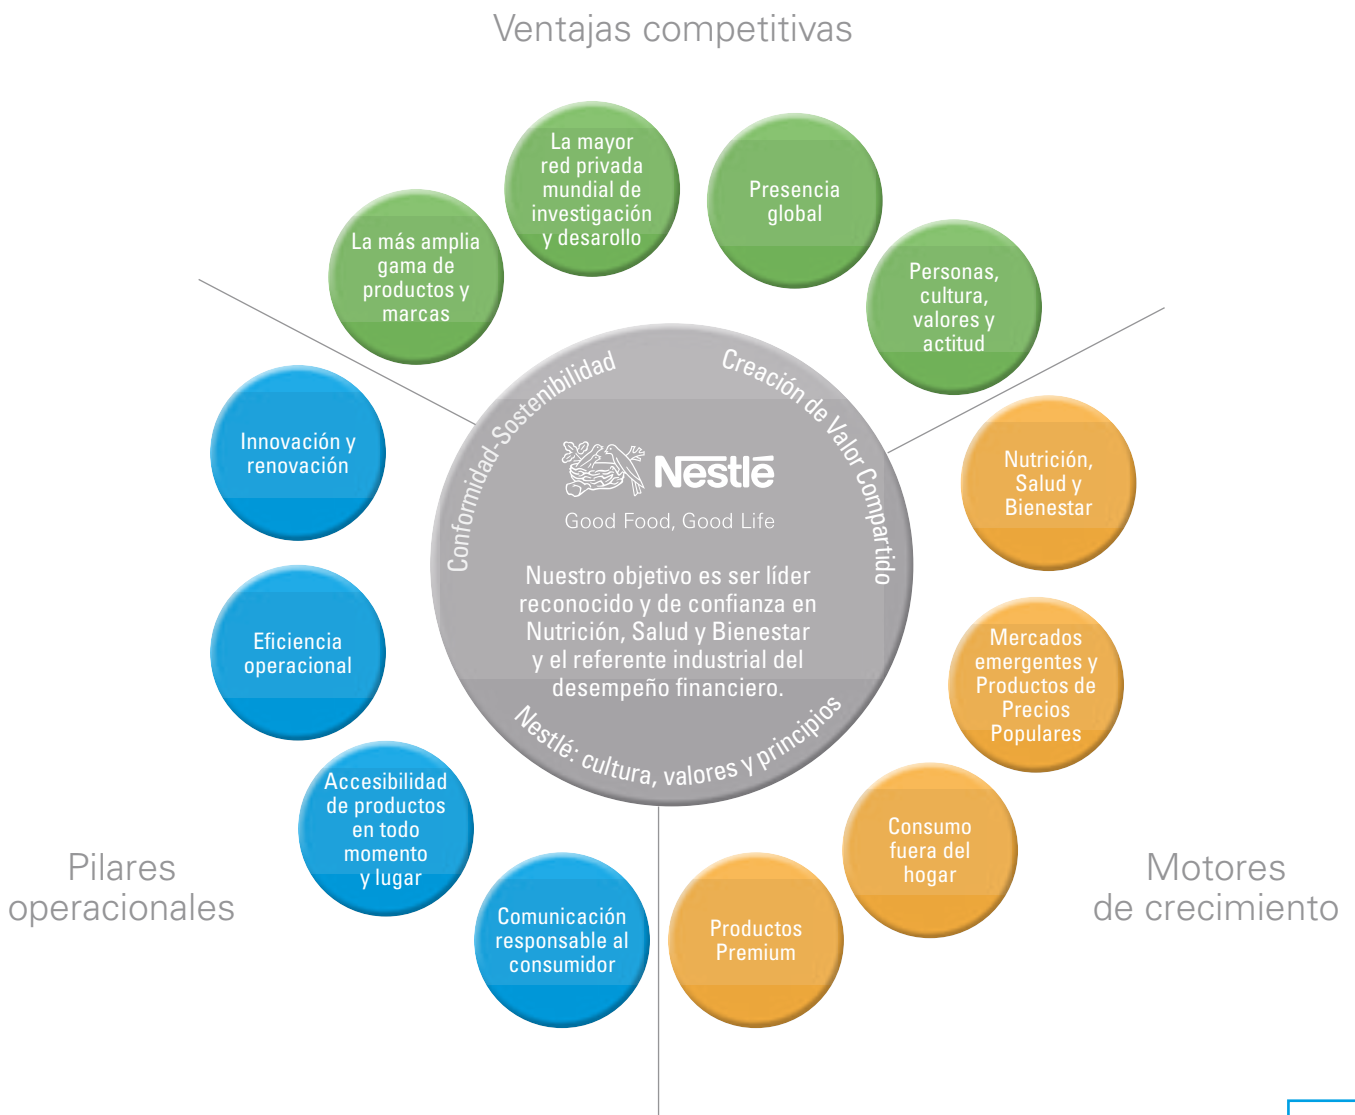 Ventajas competitivas
La mayor
red privada
mundial de
investigación
y desarollo
Presencia
global
La más amplia
gama de
productos y
marcas
Personas,
cultura,
valores y
actitud
Innovación y
renovación
Eficiencia
operacional
Accesibilidad
de productos
en todo
momento
y lugar
Comunicación
responsable al
consumidor
Pilares
operacionales
Conformidad-Sostenibilidad
Creación de Valor Compartido
Nestlé
Good Food, Good Life
Nuestro objetivo es ser líder
reconocido y de confianza en
Nutrición, Salud y Bienestar
y el referente industrial del
desempeño financiero.
Nestlé: cultura, valores y principios
Nutrición,
Salud y
Bienestar
Mercados
emergentes y
Productos de
Precios
Populares
Consumo
fuera del
hogar
Productos
Premium
Motores
de crecimiento